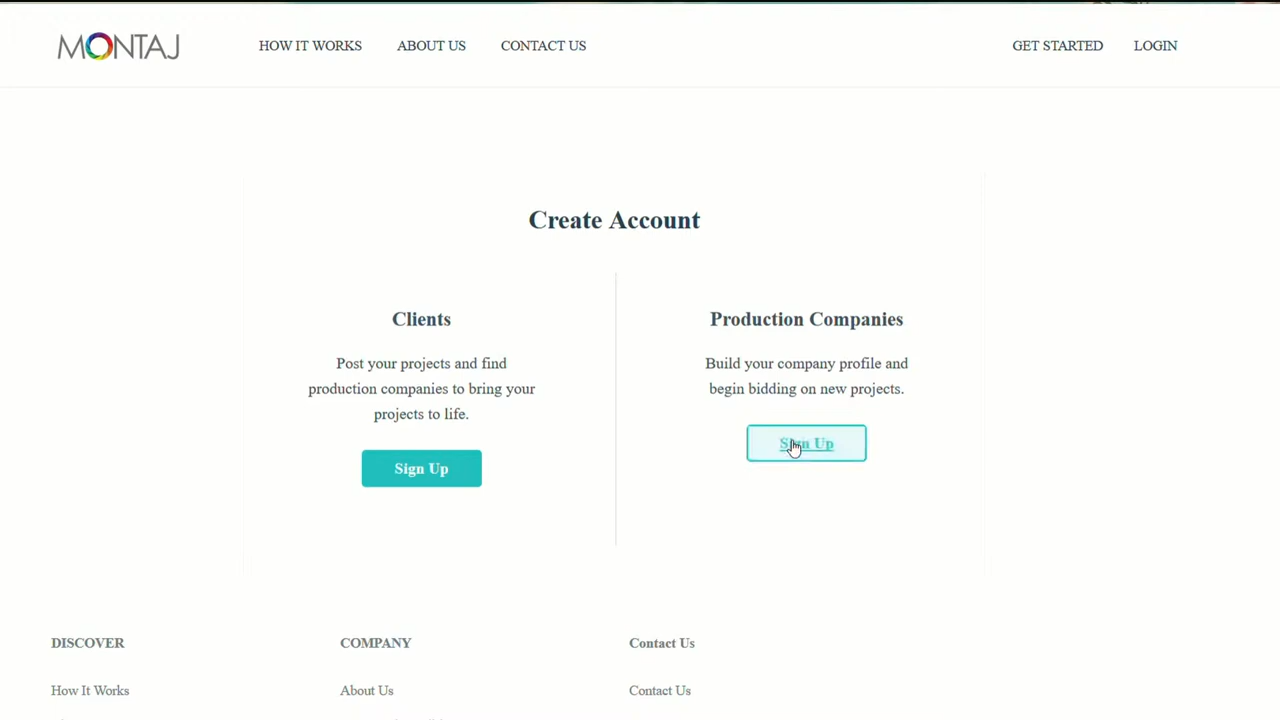 MONTAJ
HOW IT WORKS
ABOUT US
CONTACT US
GET STARTED
LOGIN
Create Account
Clients
Post your projects and find
production companies to bring your
projects to life.
Sign Up
Production Companies
Build your company profile and
begin bidding on new projects.
Sign Up
DISCOVER
How It Works
COMPANY
About Us
Contact Us
Contact Us